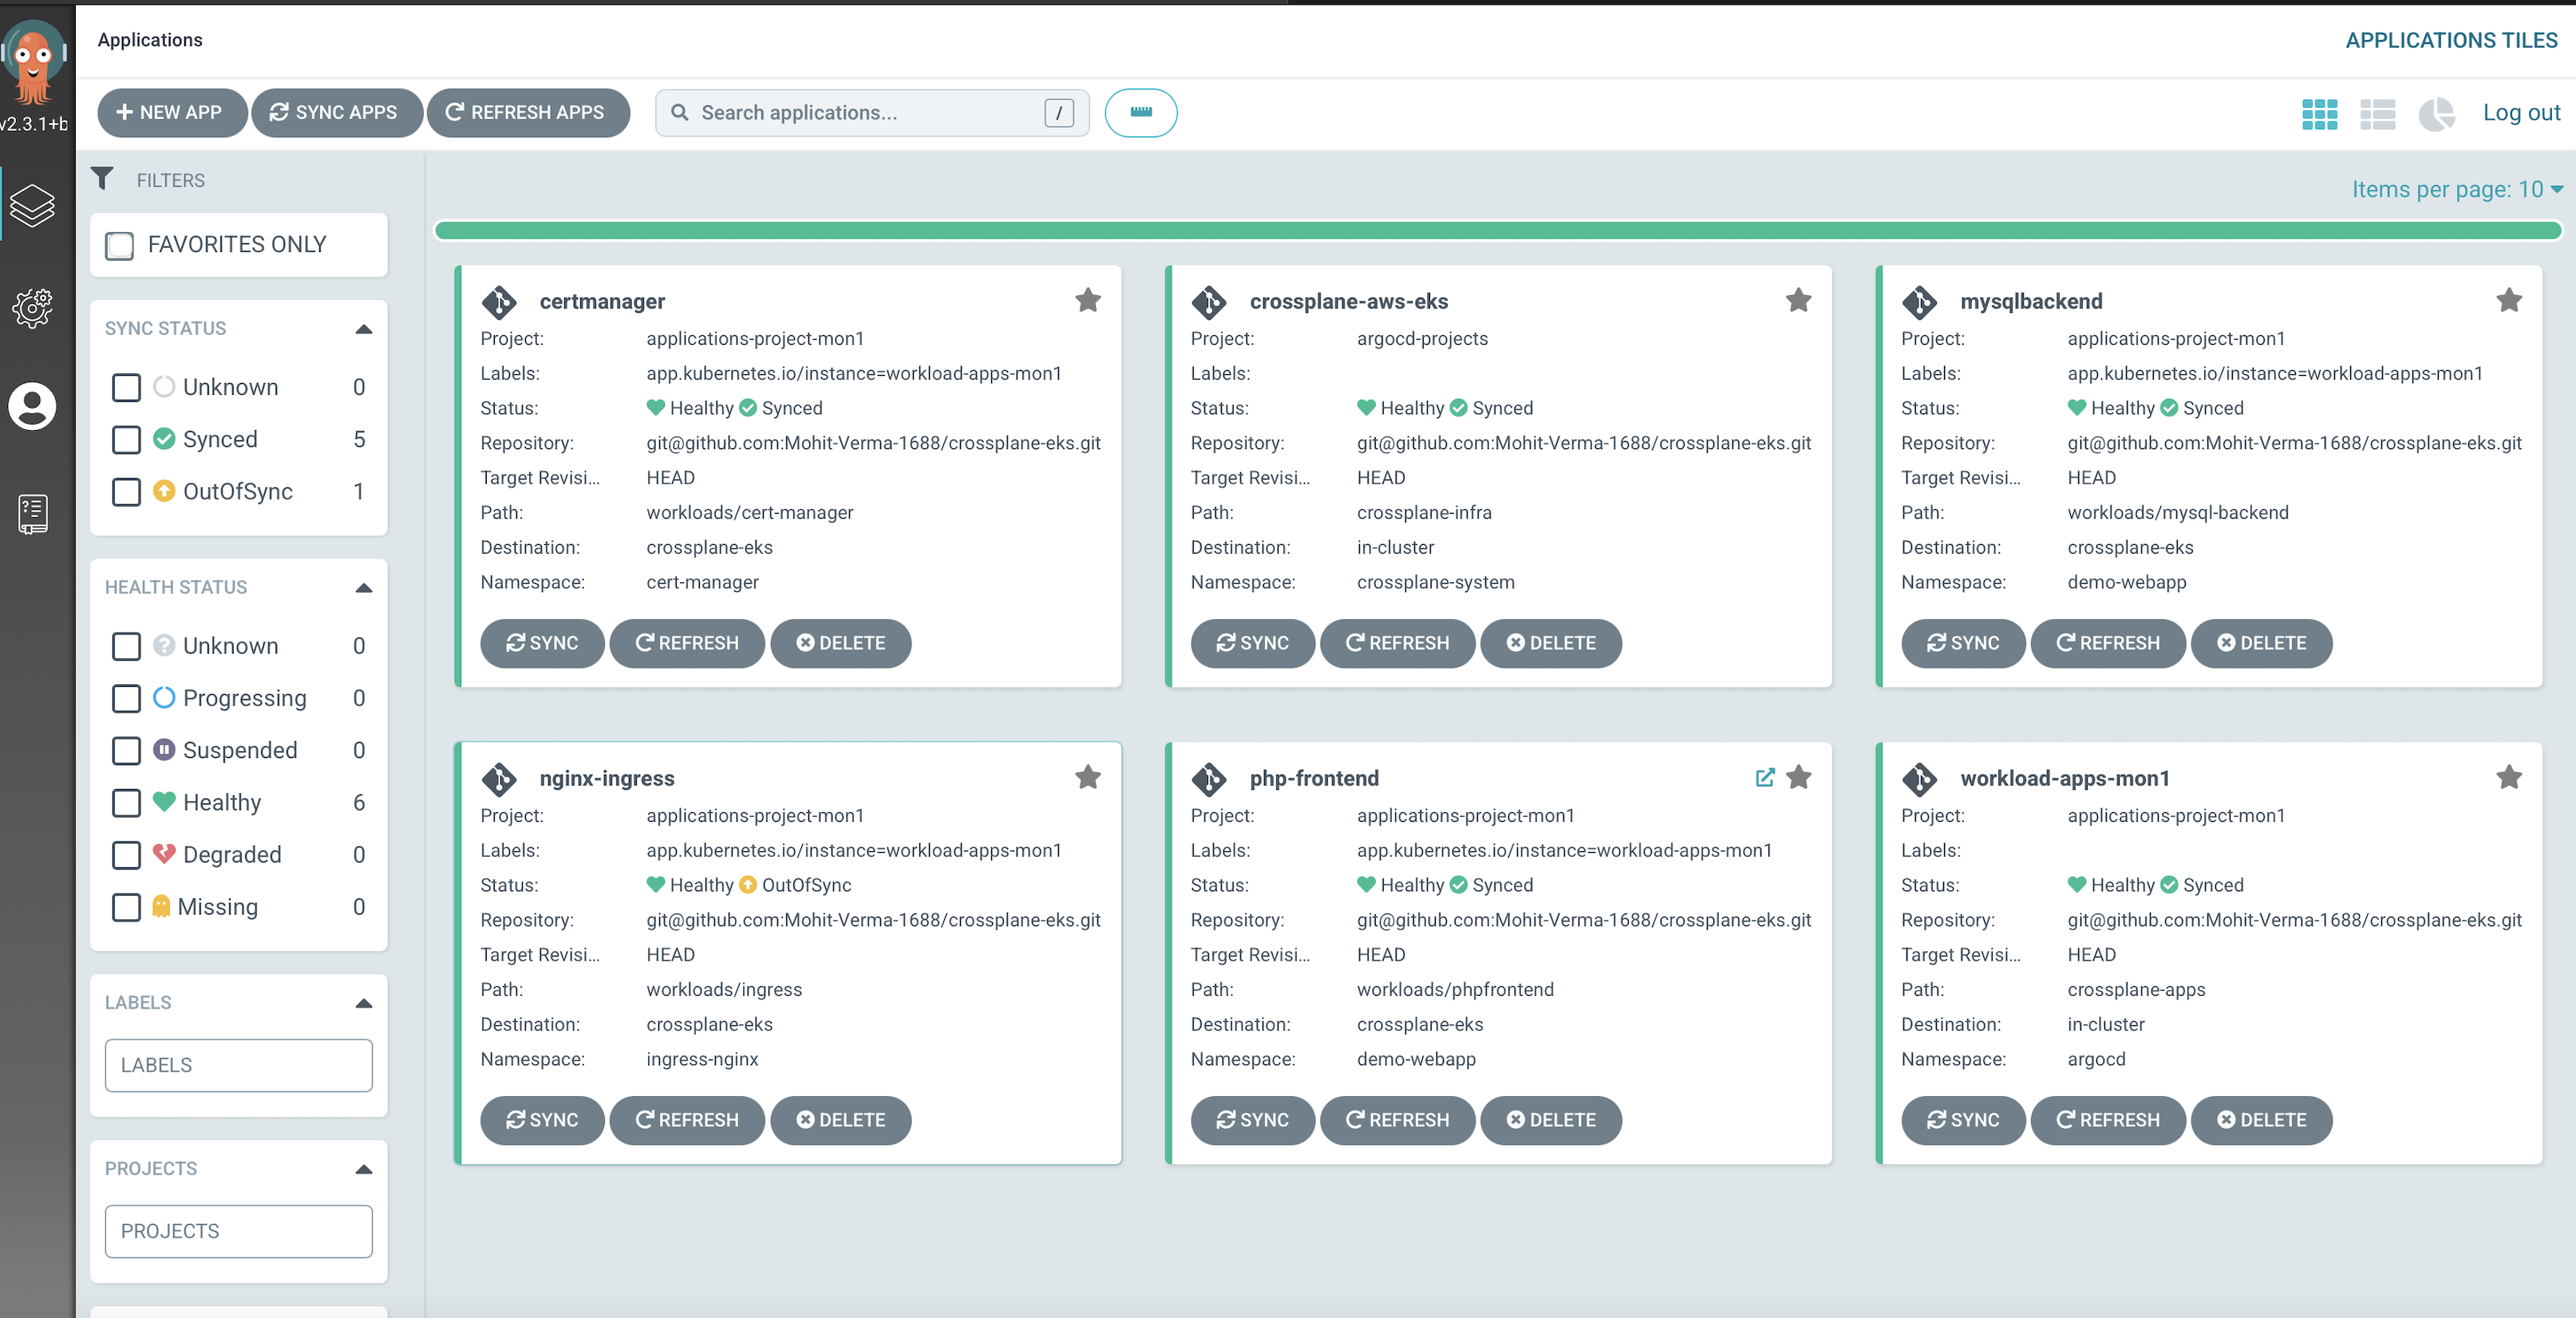 Applications
APPLICATIONS TILES
v2.3.1+b
NEW APP
SYNC APPS
REFRESH APPS
Search applications...
/
Log out
FILTERS
Items per page: 10
FAVORITES ONLY
SYNC STATUS
Unknown 0
Synced 5
OutOfSync 1
HEALTH STATUS
Unknown 0
Progressing 0
Suspended 0
Healthy 6
Degraded 0
Missing 0
LABELS
LABELS
PROJECTS
PROJECTS
certmanager
Project: applications-project-mon1
Labels: app.kubernetes.io/instance=workload-apps-mon1
Status: Healthy Synced
Repository: git@github.com:Mohit-Verma-1688/crossplane-eks.git
Target Revisi... HEAD
Path: workloads/cert-manager
Destination: crossplane-eks
Namespace: cert-manager
SYNC REFRESH DELETE
crossplane-aws-eks
Project: argocd-projects
Labels:
Status: Healthy Synced
Repository: git@github.com:Mohit-Verma-1688/crossplane-eks.git
Target Revisi... HEAD
Path: crossplane-infra
Destination: in-cluster
Namespace: crossplane-system
SYNC REFRESH DELETE
mysqlbackend
Project: applications-project-mon1
Labels: app.kubernetes.io/instance=workload-apps-mon1
Status: Healthy Synced
Repository: git@github.com:Mohit-Verma-1688/crossplane-eks.git
Target Revisi... HEAD
Path: workloads/mysql-backend
Destination: crossplane-eks
Namespace: demo-webapp
SYNC REFRESH DELETE
nginx-ingress
Project: applications-project-mon1
Labels: app.kubernetes.io/instance=workload-apps-mon1
Status: Healthy OutOfSync
Repository: git@github.com:Mohit-Verma-1688/crossplane-eks.git
Target Revisi... HEAD
Path: workloads/ingress
Destination: crossplane-eks
Namespace: ingress-nginx
SYNC REFRESH DELETE
php-frontend
Project: applications-project-mon1
Labels: app.kubernetes.io/instance=workload-apps-mon1
Status: Healthy Synced
Repository: git@github.com:Mohit-Verma-1688/crossplane-eks.git
Target Revisi... HEAD
Path: workloads/phpfrontend
Destination: crossplane-eks
Namespace: demo-webapp
SYNC REFRESH DELETE
workload-apps-mon1
Project: applications-project-mon1
Labels:
Status: Healthy Synced
Repository: git@github.com:Mohit-Verma-1688/crossplane-eks.git
Target Revisi... HEAD
Path: crossplane-apps
Destination: in-cluster
Namespace: argocd
SYNC REFRESH DELETE